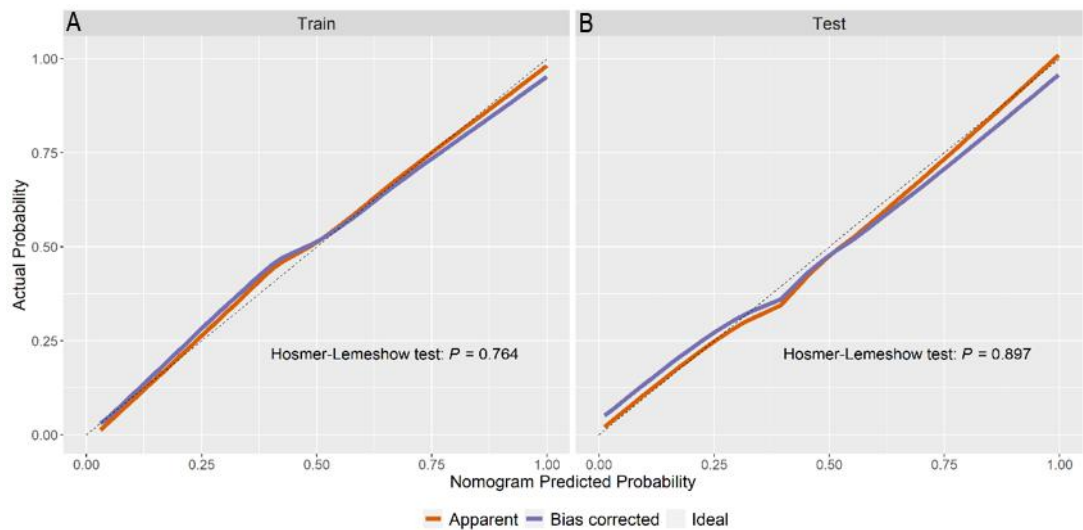 A
Train
B
Test
1.00
0.75
0.50
0.25
0.00
Actual Probability
Hosmer-Lemeshow test: P = 0.764
Hosmer-Lemeshow test: P = 0.897
0.00 0.25 0.50 0.75 1.00
0.00 0.25 0.50 0.75 1.00
Nomogram Predicted Probability
Apparent Bias corrected Ideal